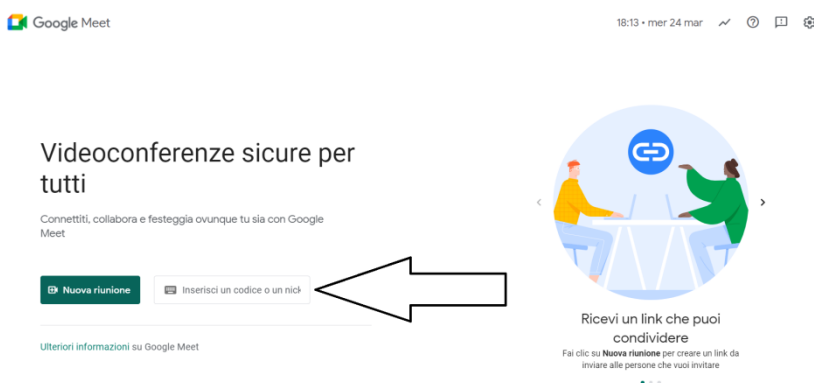 Google Meet
18:13 • mer 24 mar
Videoconferenze sicure per
tutti
Connettiti, collabora e festeggia ovunque tu sia con Google
Meet
Nuova riunione
Inserisci un codice o un nick
Ulteriori informazioni su Google Meet
Ricevi un link che puoi
condividere
Fai clic su Nuova riunione per creare un link da
inviare alle persone che vuoi invitare